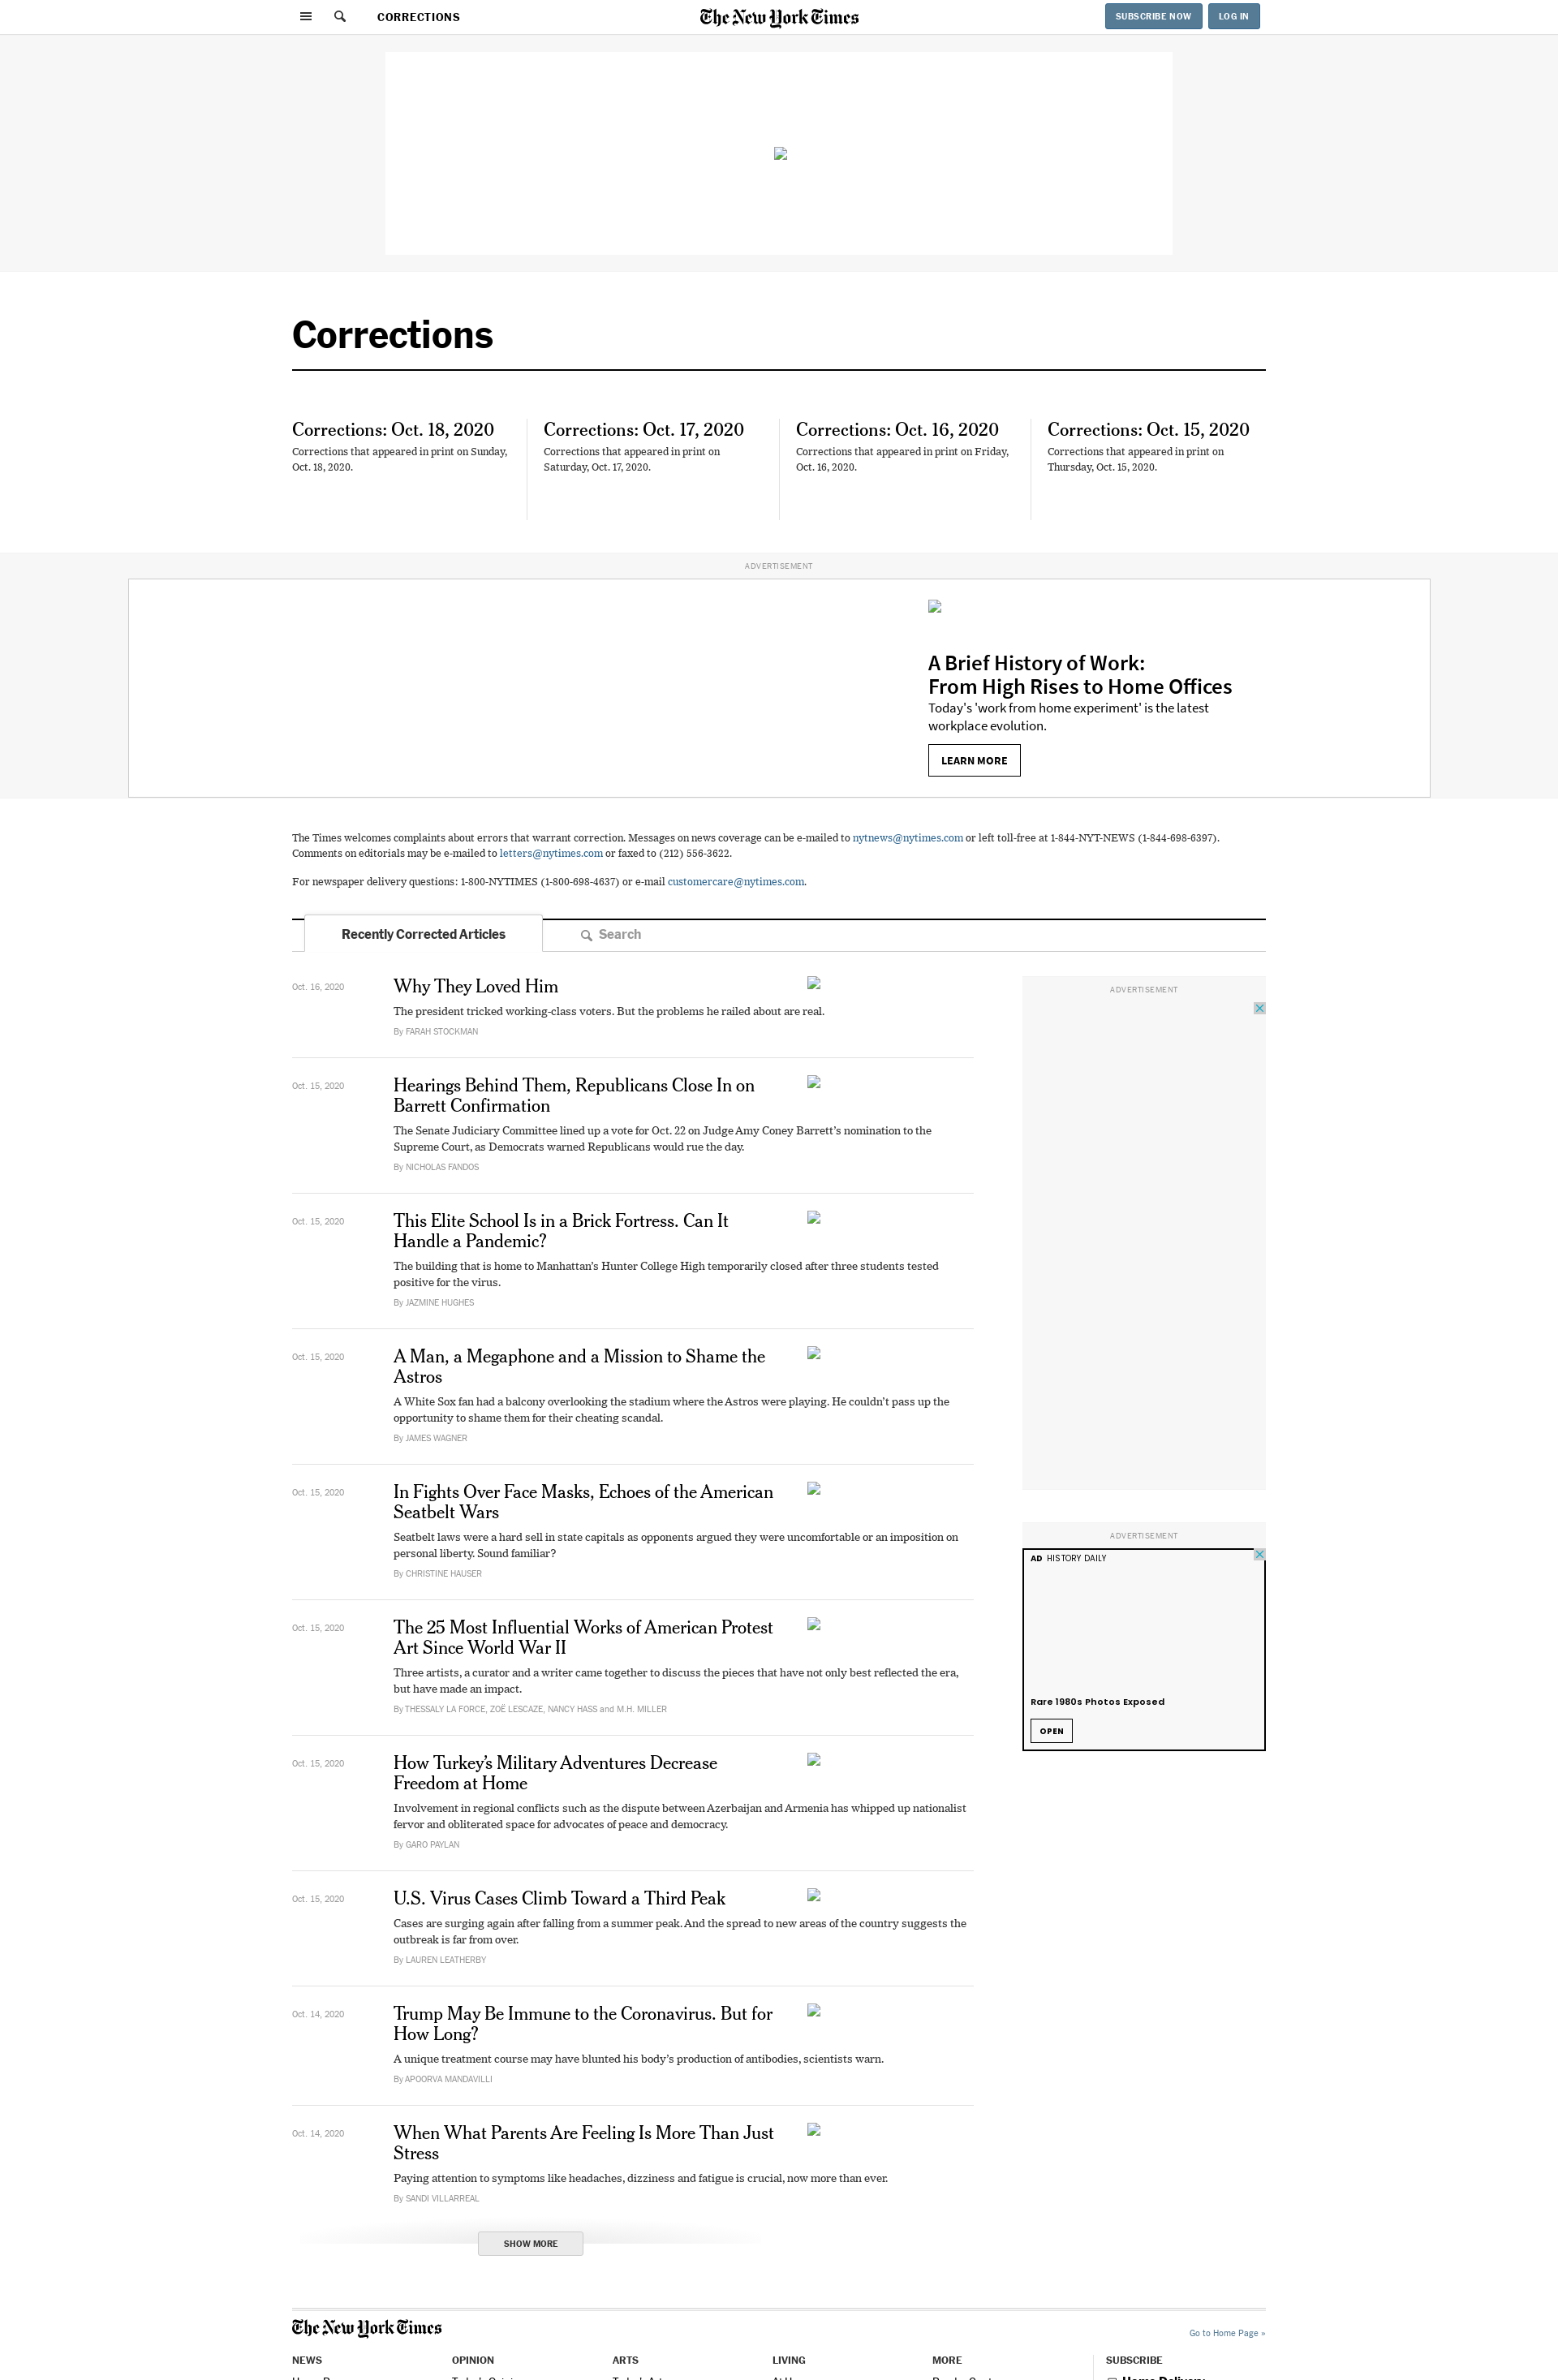 CORRECTIONS
The New York Times
SUBSCRIBE NOW
LOG IN
Corrections
Corrections: Oct. 18, 2020
Corrections that appeared in print on Sunday,
Oct. 18, 2020.
Corrections: Oct. 17, 2020
Corrections that appeared in print on
Saturday, Oct. 17, 2020.
Corrections: Oct. 16, 2020
Corrections that appeared in print on Friday,
Oct. 16, 2020.
Corrections: Oct. 15, 2020
Corrections that appeared in print on
Thursday, Oct. 15, 2020.
ADVERTISEMENT
A Brief History of Work:
From High Rises to Home Offices
Today's 'work from home experiment' is the latest
workplace evolution.
LEARN MORE
The Times welcomes complaints about errors that warrant correction. Messages on news coverage can be e-mailed to nytnews@nytimes.com or left toll-free at 1-844-NYT-NEWS (1-844-698-6397).
Comments on editorials may be e-mailed to letters@nytimes.com or faxed to (212) 556-3622.
For newspaper delivery questions: 1-800-NYTIMES (1-800-698-4637) or e-mail customercare@nytimes.com.
Recently Corrected Articles
Search
Oct. 16, 2020
Why They Loved Him
The president tricked working-class voters. But the problems he railed about are real.
By FARAH STOCKMAN
Oct. 15, 2020
Hearings Behind Them, Republicans Close In on
Barrett Confirmation
The Senate Judiciary Committee lined up a vote for Oct. 22 on Judge Amy Coney Barrett’s nomination to the
Supreme Court, as Democrats warned Republicans would rue the day.
By NICHOLAS FANDOS
Oct. 15, 2020
This Elite School Is in a Brick Fortress. Can It
Handle a Pandemic?
The building that is home to Manhattan’s Hunter College High temporarily closed after three students tested
positive for the virus.
By JAZMINE HUGHES
Oct. 15, 2020
A Man, a Megaphone and a Mission to Shame the
Astros
A White Sox fan had a balcony overlooking the stadium where the Astros were playing. He couldn’t pass up the
opportunity to shame them for their cheating scandal.
By JAMES WAGNER
Oct. 15, 2020
In Fights Over Face Masks, Echoes of the American
Seatbelt Wars
Seatbelt laws were a hard sell in state capitals as opponents argued they were uncomfortable or an imposition on
personal liberty. Sound familiar?
By CHRISTINE HAUSER
Oct. 15, 2020
The 25 Most Influential Works of American Protest
Art Since World War II
Three artists, a curator and a writer came together to discuss the pieces that have not only best reflected the era,
but have made an impact.
By THESSALY LA FORCE, ZOË LESCAZE, NANCY HASS and M.H. MILLER
Oct. 15, 2020
How Turkey’s Military Adventures Decrease
Freedom at Home
Involvement in regional conflicts such as the dispute between Azerbaijan and Armenia has whipped up nationalist
fervor and obliterated space for advocates of peace and democracy.
By GARO PAYLAN
Oct. 15, 2020
U.S. Virus Cases Climb Toward a Third Peak
Cases are surging again after falling from a summer peak. And the spread to new areas of the country suggests the
outbreak is far from over.
By LAUREN LEATHERBY
Oct. 14, 2020
Trump May Be Immune to the Coronavirus. But for
How Long?
A unique treatment course may have blunted his body’s production of antibodies, scientists warn.
By APOORVA MANDAVILLI
Oct. 14, 2020
When What Parents Are Feeling Is More Than Just
Stress
Paying attention to symptoms like headaches, dizziness and fatigue is crucial, now more than ever.
By SANDI VILLARREAL
SHOW MORE
ADVERTISEMENT
ADVERTISEMENT
AD HISTORY DAILY
Rare 1980s Photos Exposed
OPEN
The New York Times
Go to Home Page »
NEWS
OPINION
ARTS
LIVING
MORE
SUBSCRIBE